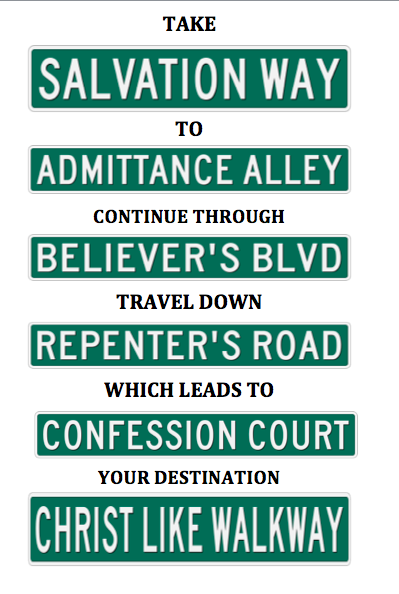 TAKE
SALVATION WAY
TO
ADMITTANCE ALLEY
CONTINUE THROUGH
BELIEVER'S BLVD
TRAVEL DOWN
REPENTER'S ROAD
WHICH LEADS TO
CONFESSION COURT
YOUR DESTINATION
CHRIST LIKE WALKWAY